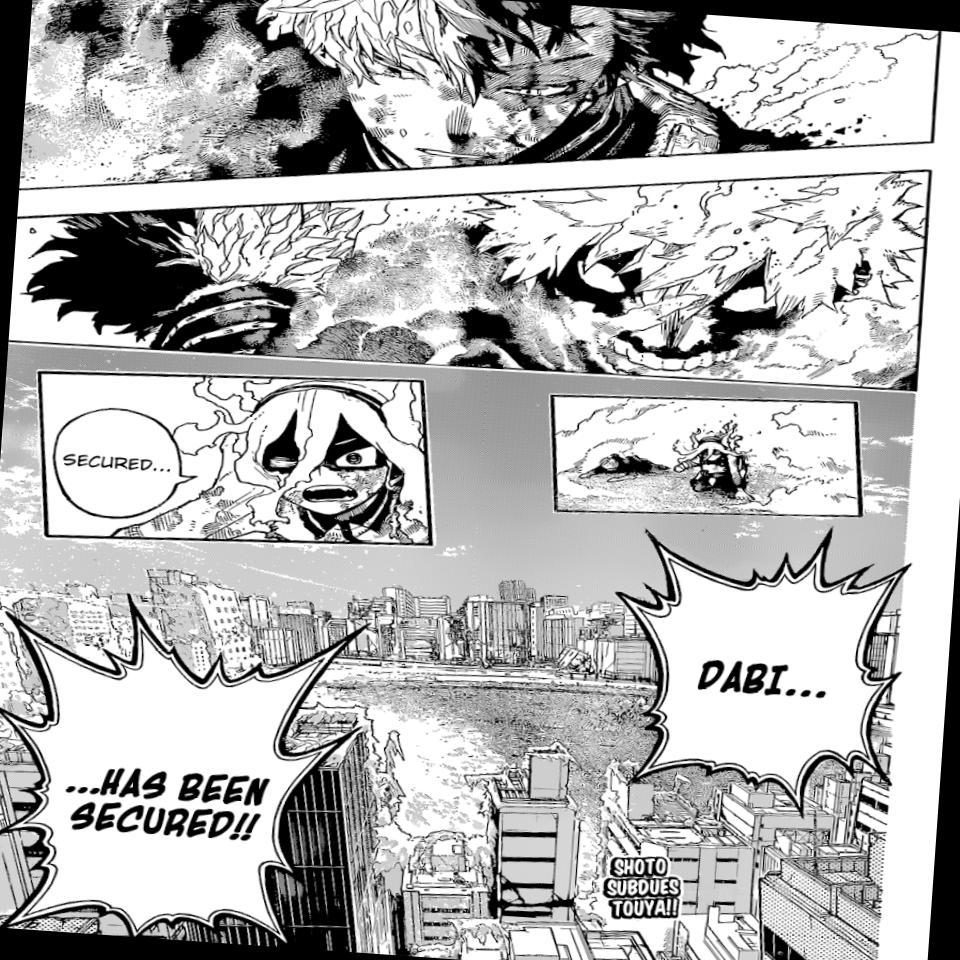 SECURED...
DABI...
...HAS BEEN
SECURED!!
SHOTO
SUBDUES
TOUYA!!